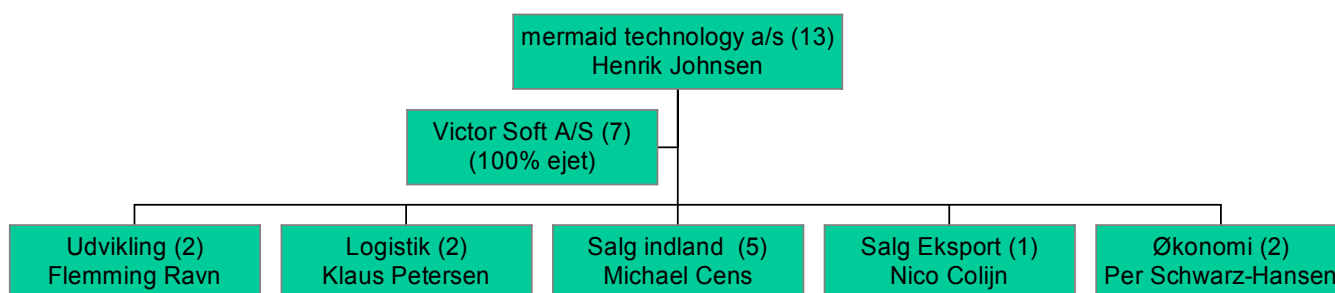 mermaid technology a/s (13)
Henrik Johnsen
Victor Soft A/S (7)
(100% ejet)
Udvikling (2)
Flemming Ravn
Logistik (2)
Klaus Petersen
Salg indland (5)
Michael Cens
Salg Eksport (1)
Nico Colijn
Økonomi (2)
Per Schwarz-Hansen